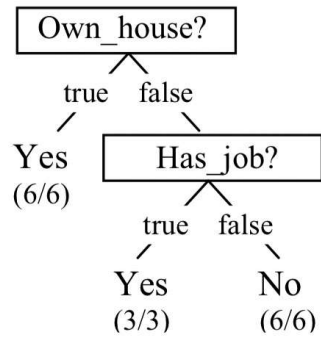 Own_house?
true false
Yes
(6/6)
Has_job?
true false
Yes No
(3/3) (6/6)